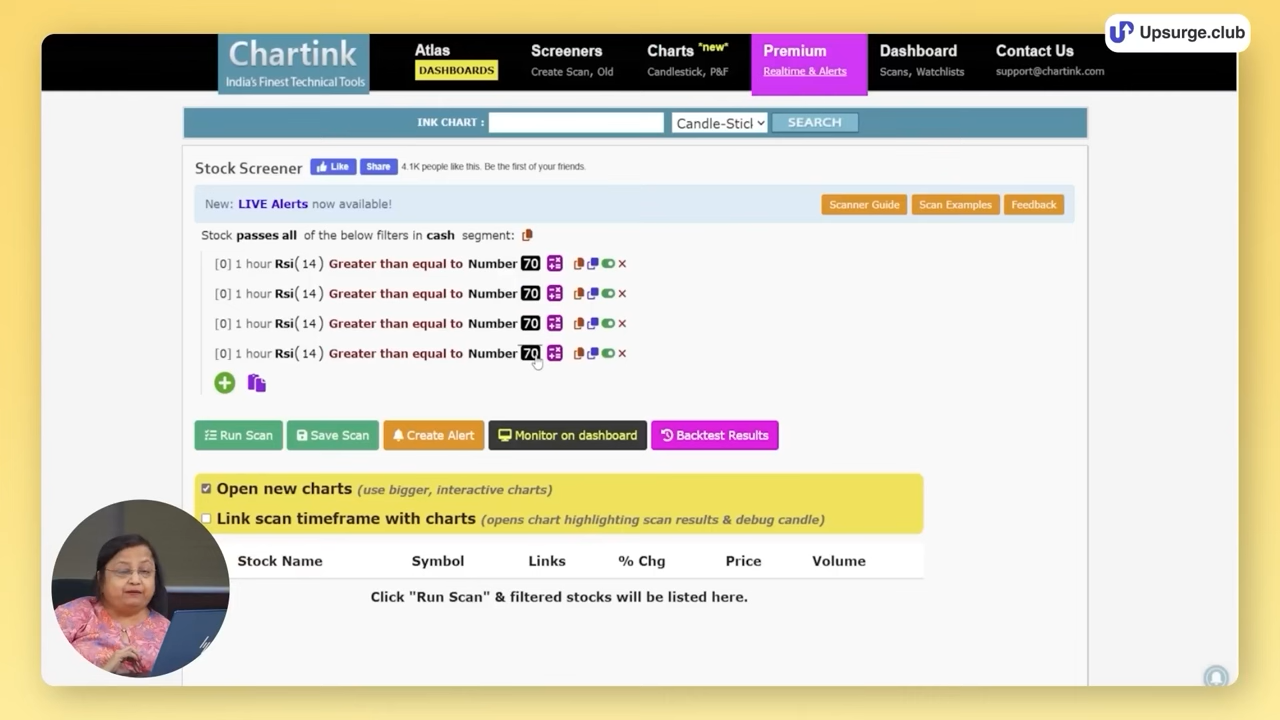 Upsurge.club
Chartink
India's Finest Technical Tools
Atlas
DASHBOARDS
Screeners
Create Scan, Old
Charts "new"
Candlestick, P&F
Premium
Realtime & Alerts
Dashboard
Scans, Watchlists
Contact Us
support@chartink.com
INK CHART :
Candle-Stick
SEARCH
Stock Screener
Like
Share
4.1K people like this. Be the first of your friends.
New: LIVE Alerts now available!
Scanner Guide
Scan Examples
Feedback
Stock passes all of the below filters in cash segment:
[0] 1 hour Rsi(14) Greater than equal to Number 70
[0] 1 hour Rsi(14) Greater than equal to Number 70
[0] 1 hour Rsi(14) Greater than equal to Number 70
[0] 1 hour Rsi(14) Greater than equal to Number 70
Run Scan
Save Scan
Create Alert
Monitor on dashboard
Backtest Results
Open new charts (use bigger, interactive charts)
Link scan timeframe with charts (opens chart highlighting scan results & debug candle)
Stock Name Symbol Links % Chg Price Volume
Click "Run Scan" & filtered stocks will be listed here.
hp